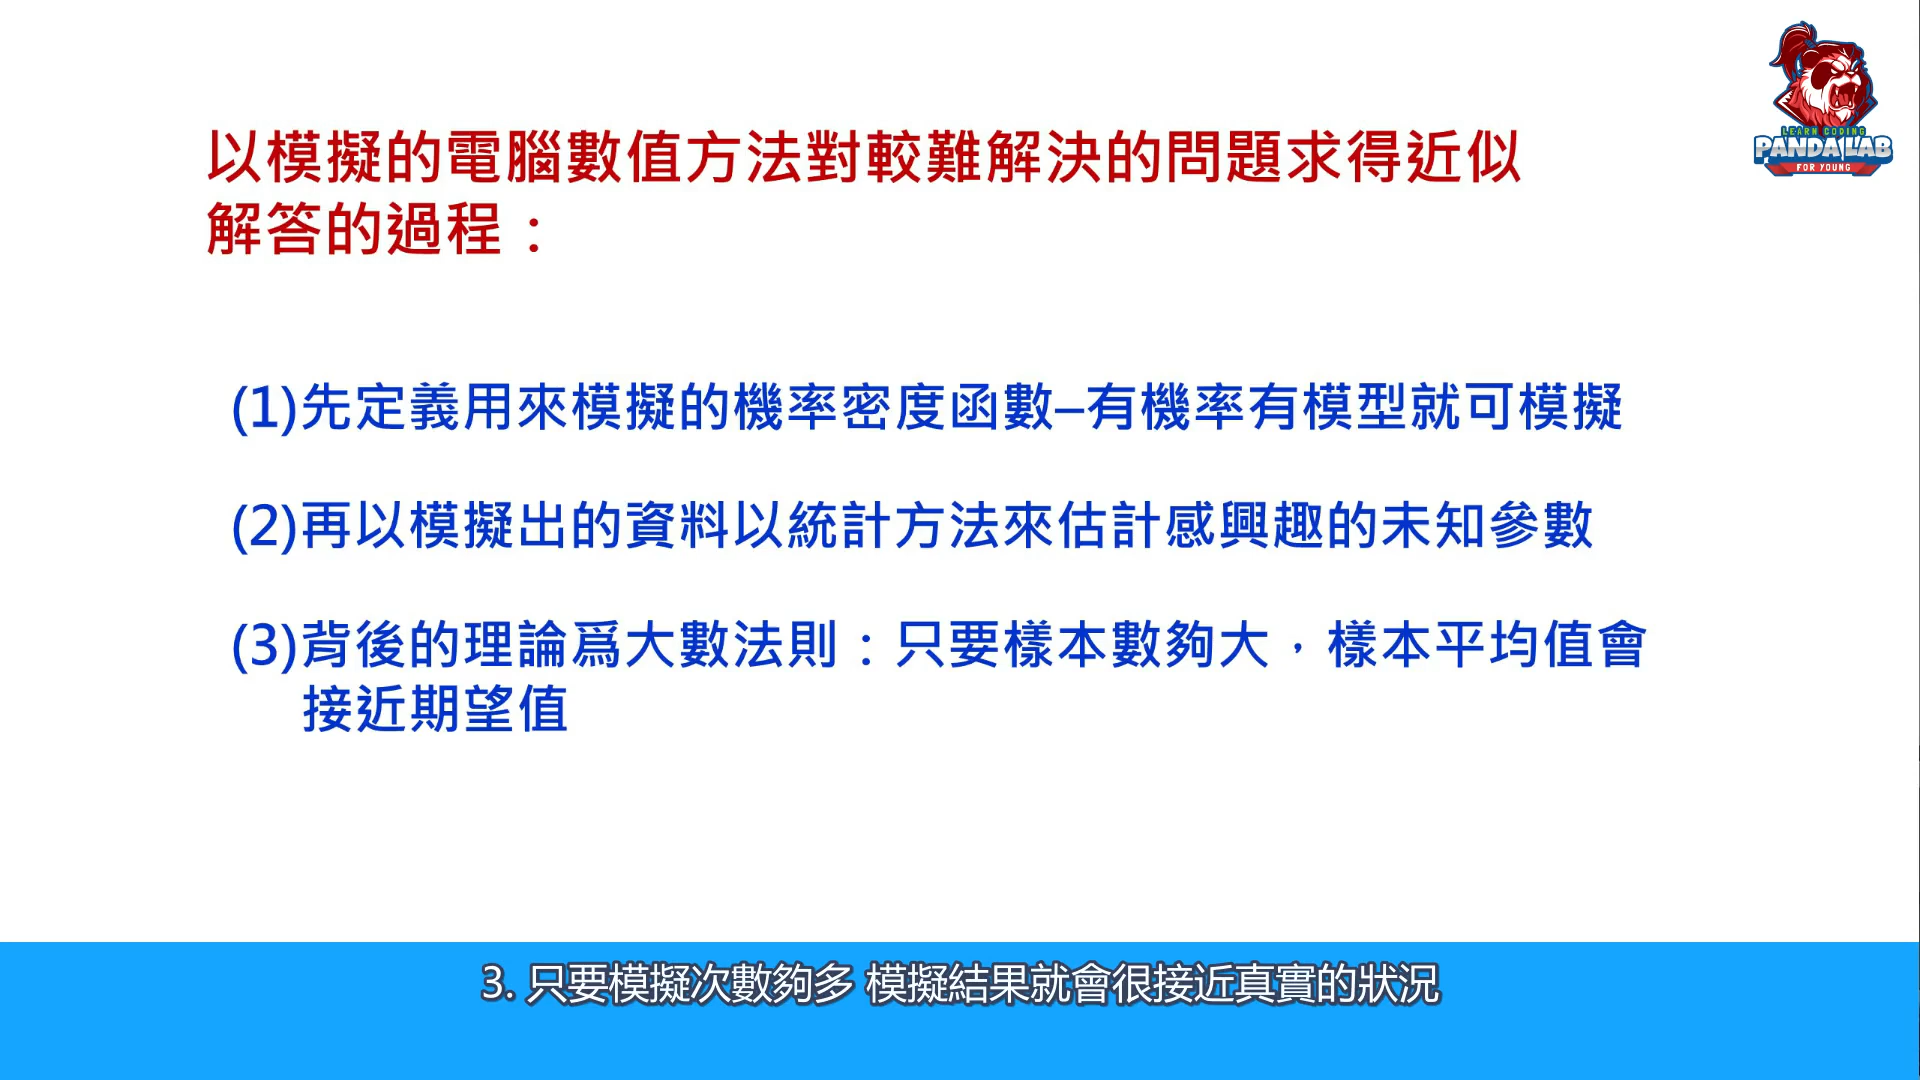 LEARN CODING
PANDA LAB
FOR YOUNG
以模擬的電腦數值方法對較難解決的問題求得近似
解答的過程：
(1)先定義用來模擬的機率密度函數–有機率有模型就可模擬
(2)再以模擬出的資料以統計方法來估計感興趣的未知參數
(3)背後的理論爲大數法則：只要樣本數夠大，樣本平均值會
接近期望值
3. 只要模擬次數夠多 模擬結果就會很接近真實的狀況